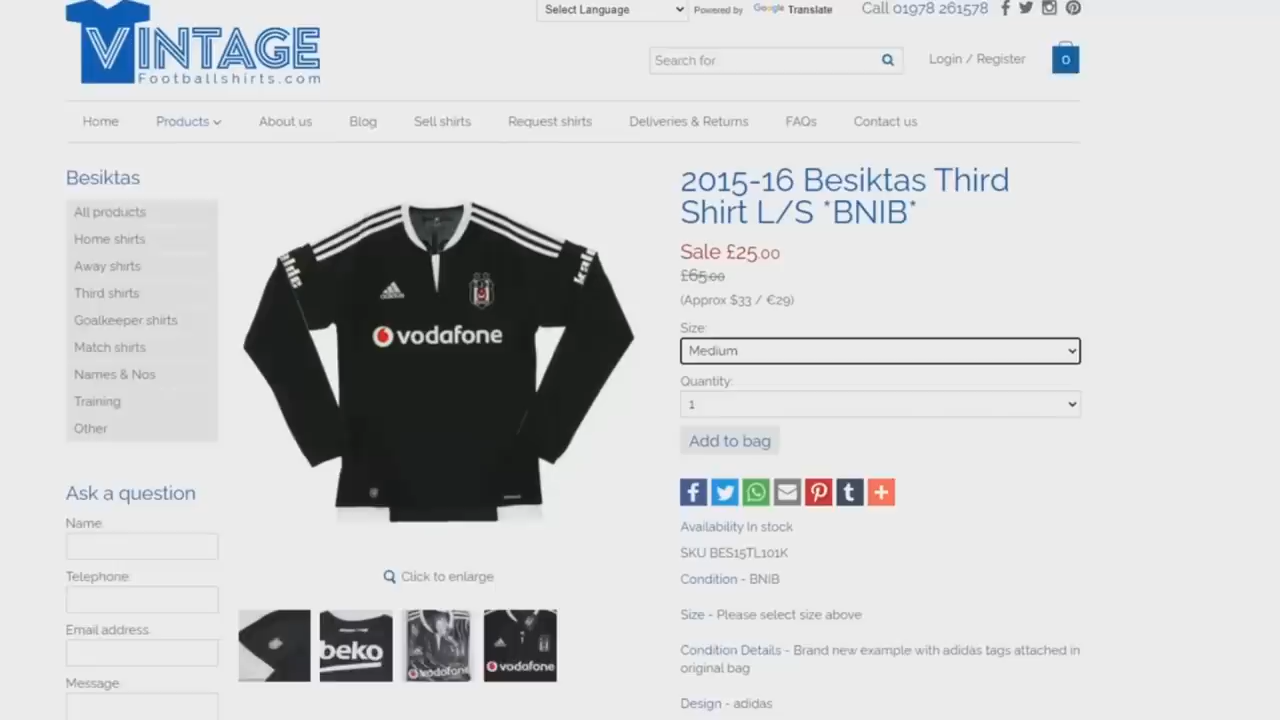 Select Language
Powered by Google Translate
Call 01978 261578
VINTAGE
Footballshirts.com
Search for
Login / Register
0
Home
Products
About us
Blog
Sell shirts
Request shirts
Deliveries & Returns
FAQs
Contact us
Besiktas
All products
Home shirts
Away shirts
Third shirts
Goalkeeper shirts
Match shirts
Names & Nos
Training
Other
Ask a question
Name:
Telephone:
Email address
Message:
adidas
vodafone
kalde
Click to enlarge
beko
vodafone
vodafone
2015-16 Besiktas Third
Shirt L/S *BNIB*
Sale £25.00
£65.00
(Approx $33 / €29)
Size:
Medium
Quantity:
1
Add to bag
Availability In stock
SKU BES15TL101K
Condition - BNIB
Size - Please select size above
Condition Details - Brand new example with adidas tags attached in
original bag
Design - adidas